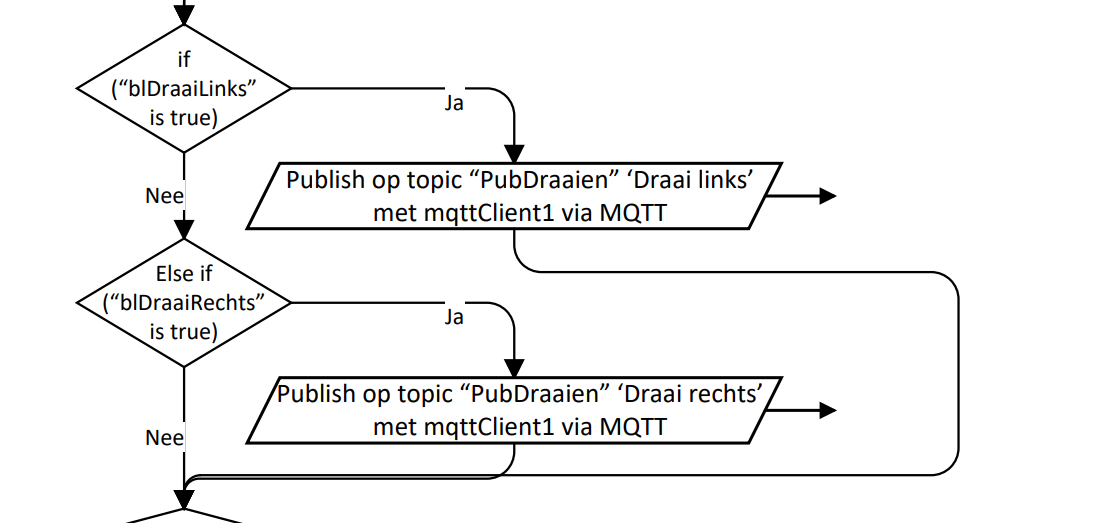 if
(“blDraaiLinks”
is true)
Ja
Publish op topic “PubDraaien” ‘Draai links’
met mqttClient1 via MQTT
Nee
Else if
(“blDraaiRechts”
is true)
Ja
Publish op topic “PubDraaien” ‘Draai rechts’
met mqttClient1 via MQTT
Nee